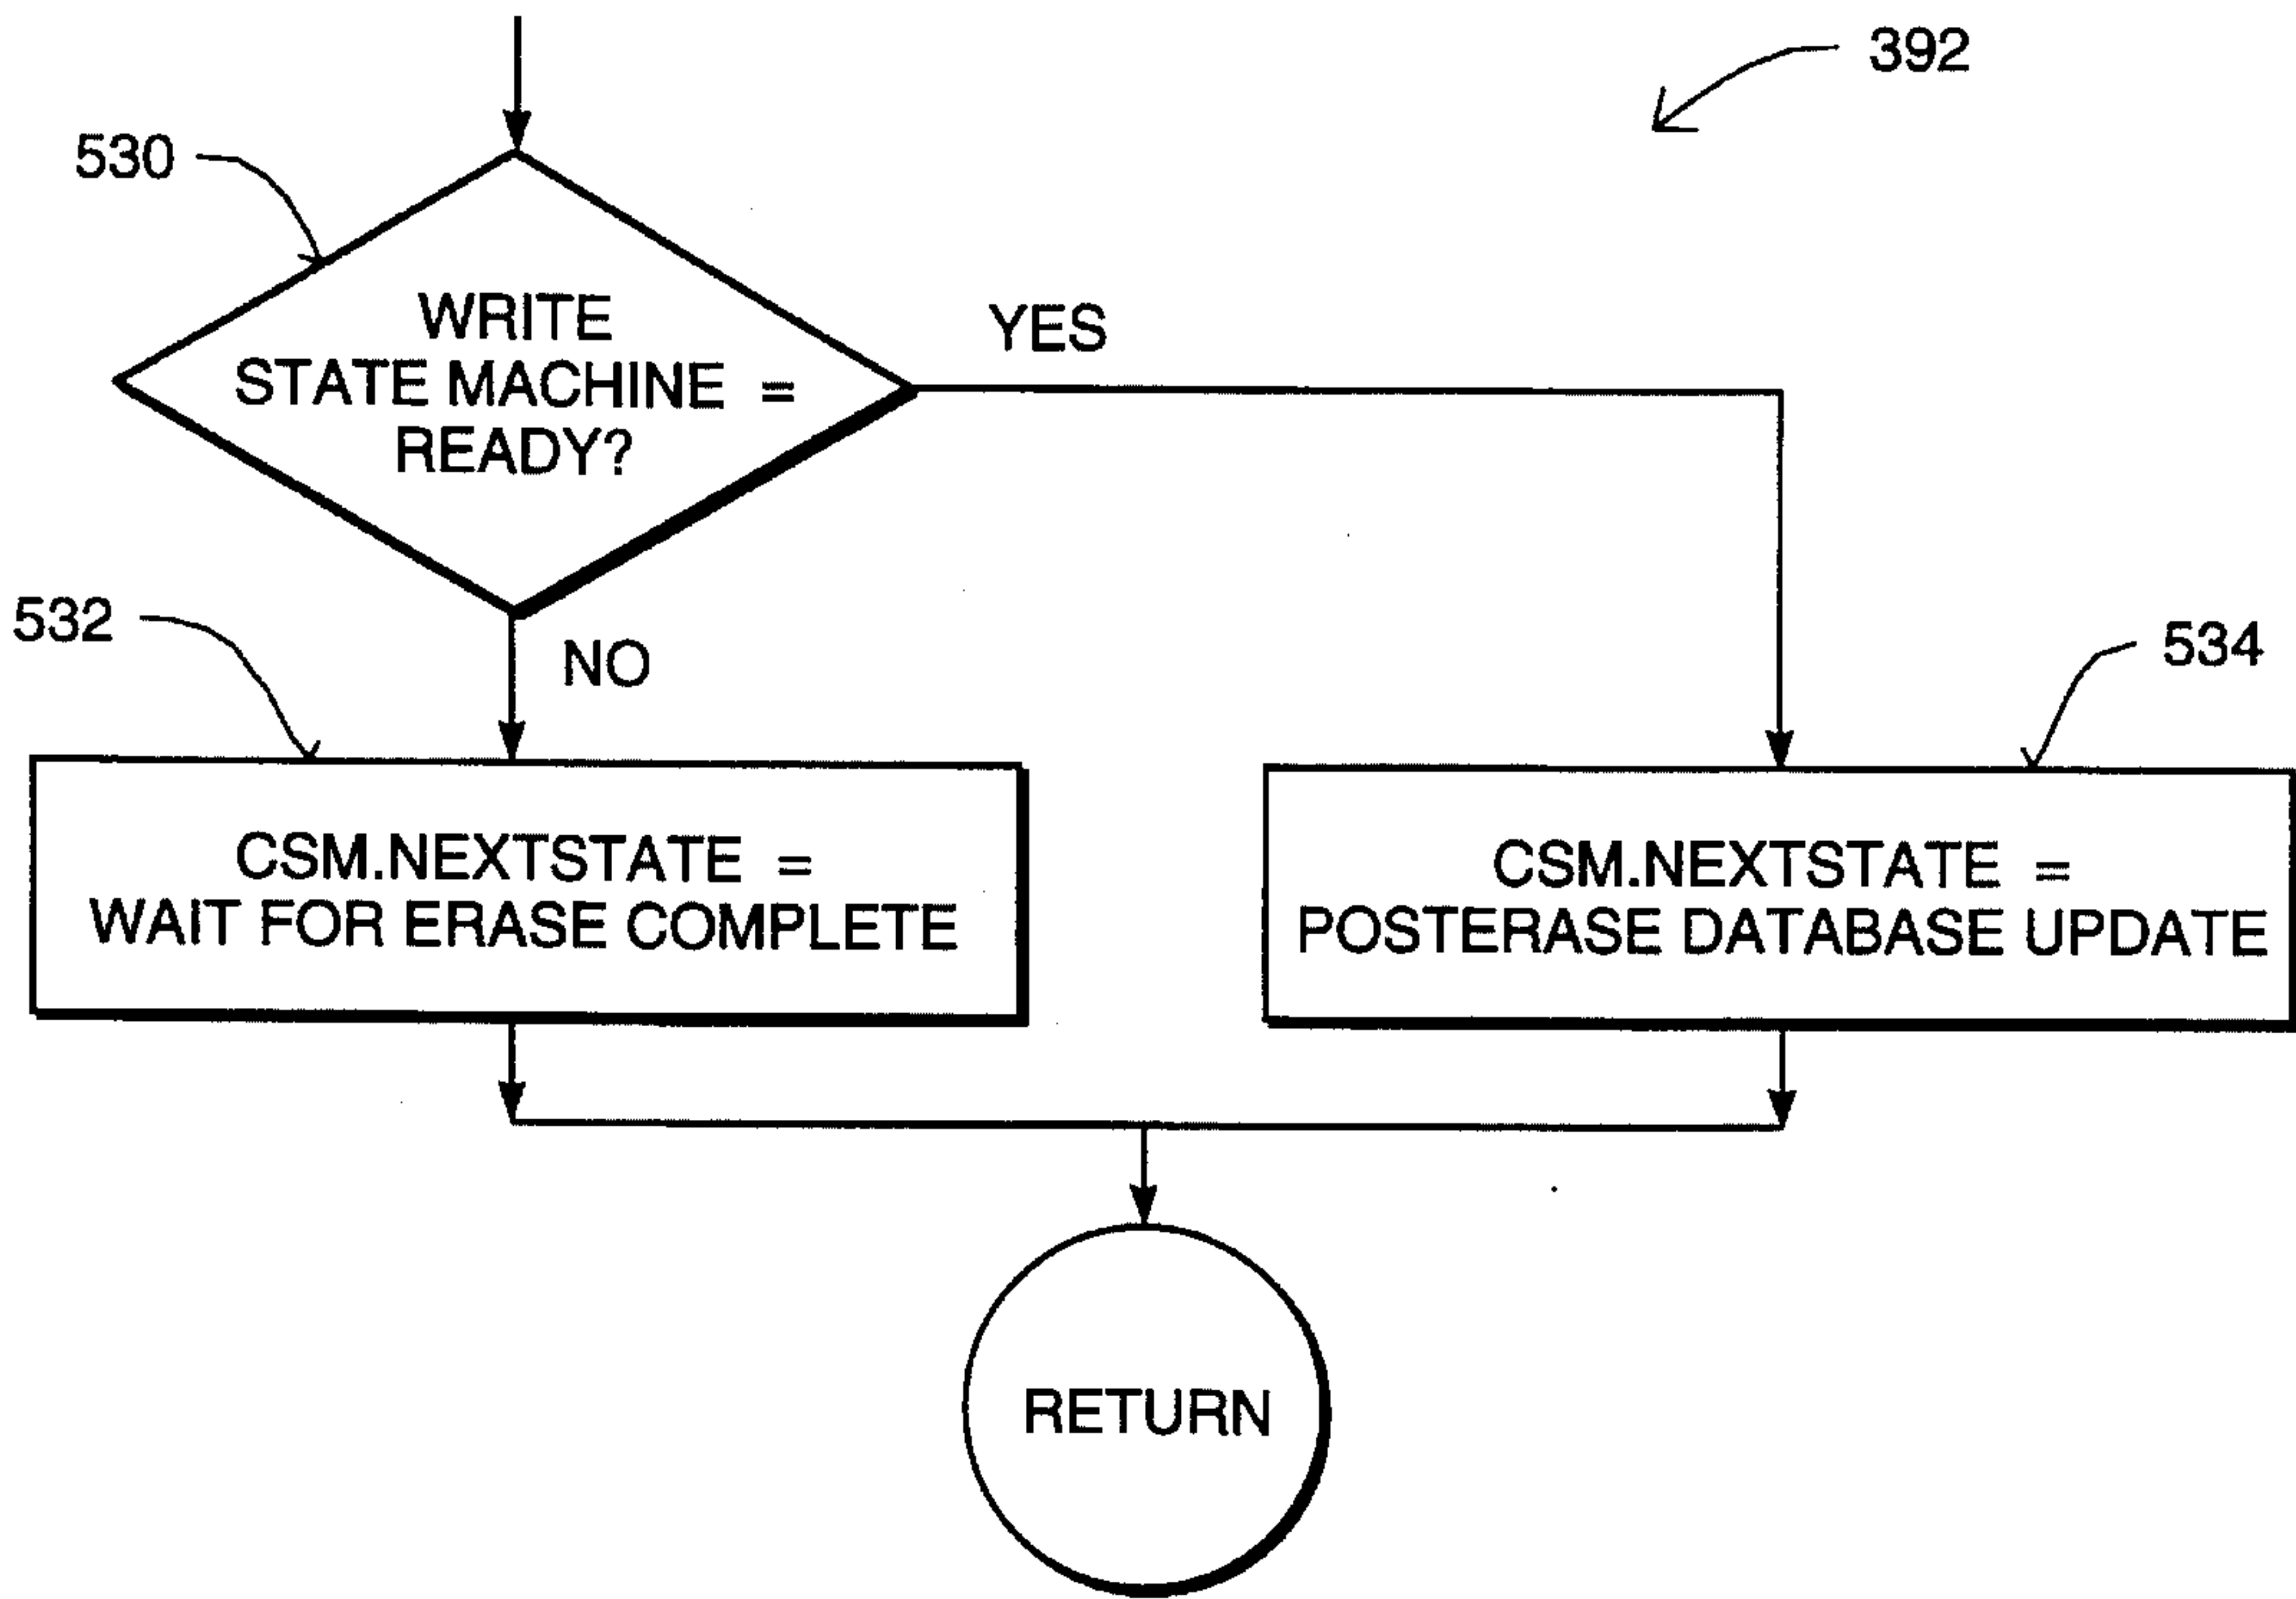 392
530
WRITE
STATE MACHINE =
READY?
YES
532
NO
534
CSM.NEXTSTATE =
WAIT FOR ERASE COMPLETE
CSM.NEXTSTATE =
POSTERASE DATABASE UPDATE
RETURN